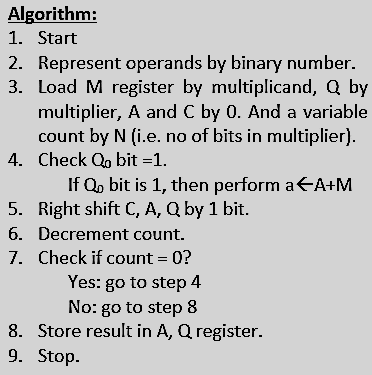 Algorithm:
1. Start
2. Represent operands by binary number.
3. Load M register by multiplicand, Q by
multiplier, A and C by 0. And a variable
count by N (i.e. no of bits in multiplier).
4. Check Q₀ bit =1.
If Q₀ bit is 1, then perform a←A+M
5. Right shift C, A, Q by 1 bit.
6. Decrement count.
7. Check if count = 0?
Yes: go to step 4
No: go to step 8
8. Store result in A, Q register.
9. Stop.